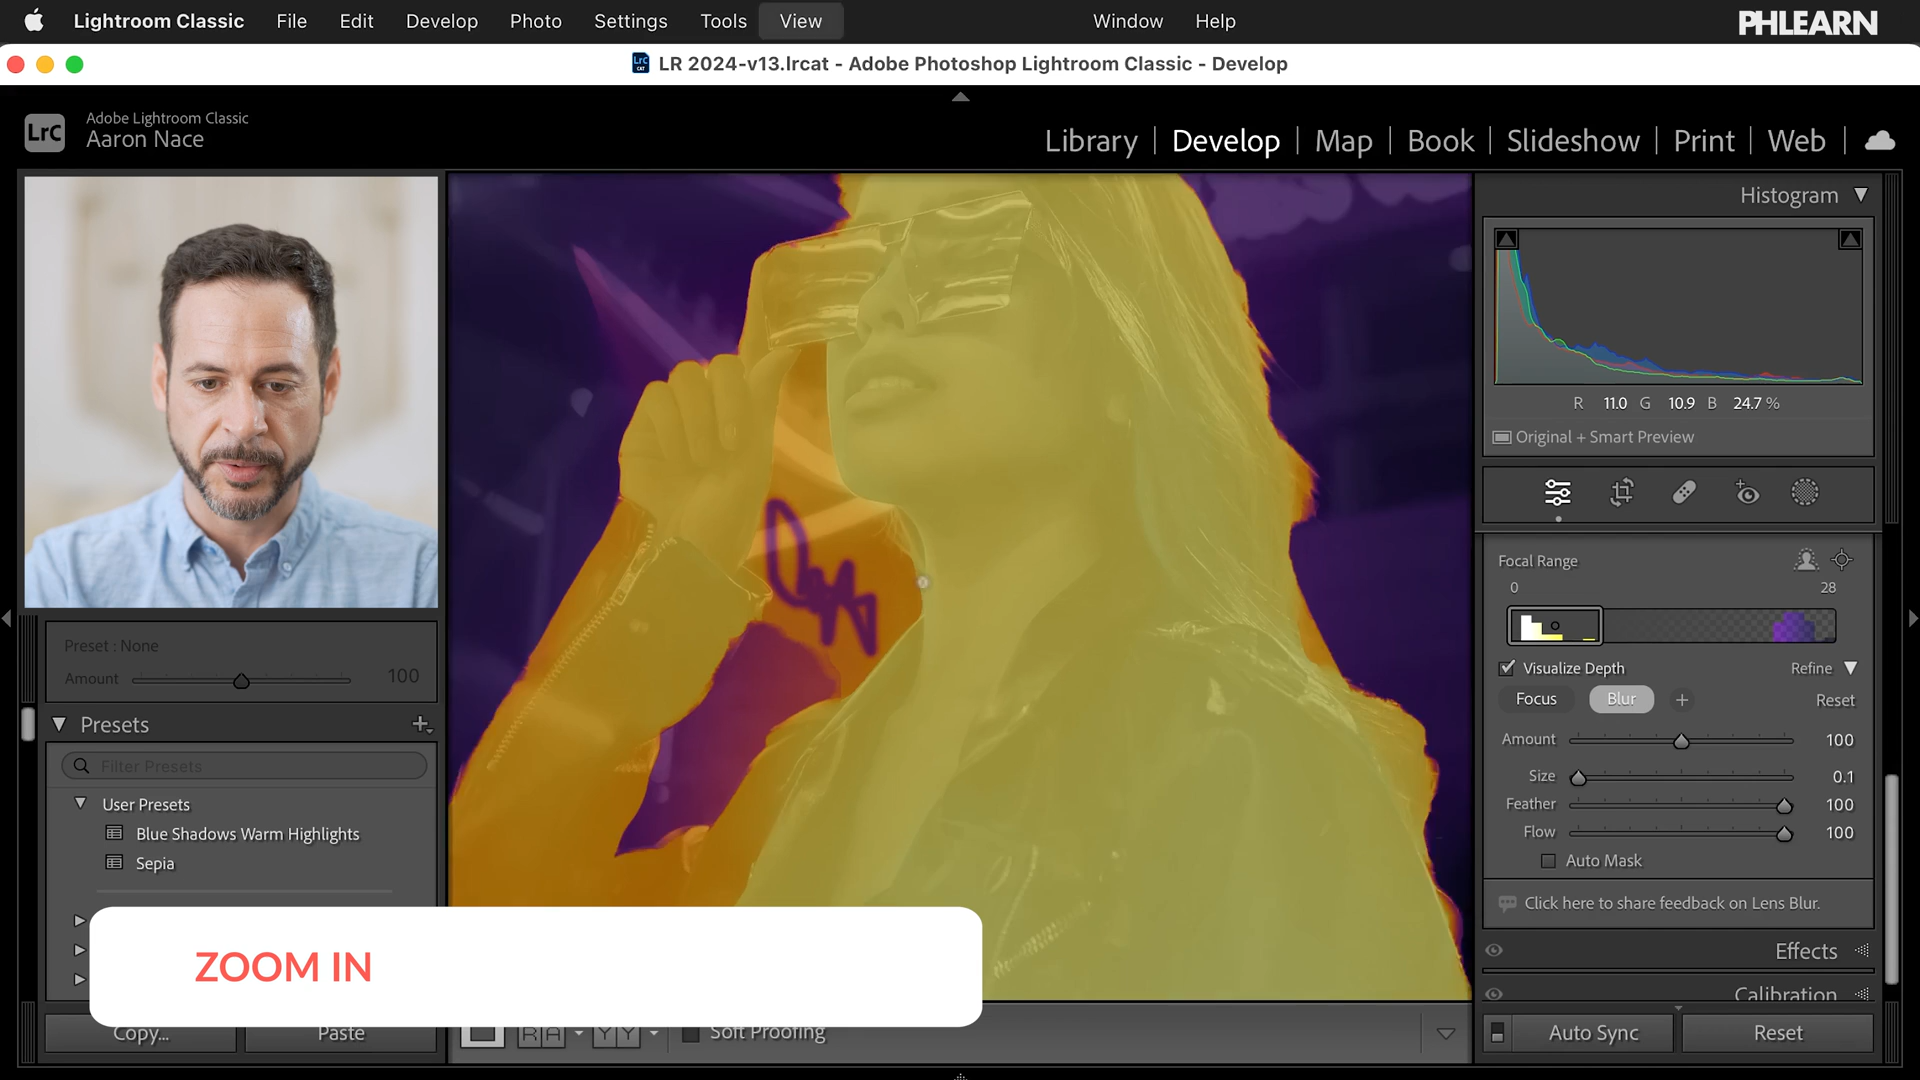 Lightroom Classic File Edit Develop Photo Settings Tools View Window Help
PHLEARN
LR 2024-v13.lrcat - Adobe Photoshop Lightroom Classic - Develop
LrC
Adobe Lightroom Classic
Aaron Nace
Library | Develop | Map | Book | Slideshow | Print | Web
Histogram
R 11.0 G 10.9 B 24.7 %
Original + Smart Preview
Focal Range
0 28
Visualize Depth Refine
Focus Blur + Reset
Amount 100
Size 0.1
Feather 100
Flow 100
Auto Mask
Click here to share feedback on Lens Blur.
Effects
Calibration
Auto Sync Reset
Preset : None
Amount 100
Presets
Filter Presets
User Presets
Blue Shadows Warm Highlights
Sepia
ZOOM IN
Copy... Paste
RA YY Soft Proofing